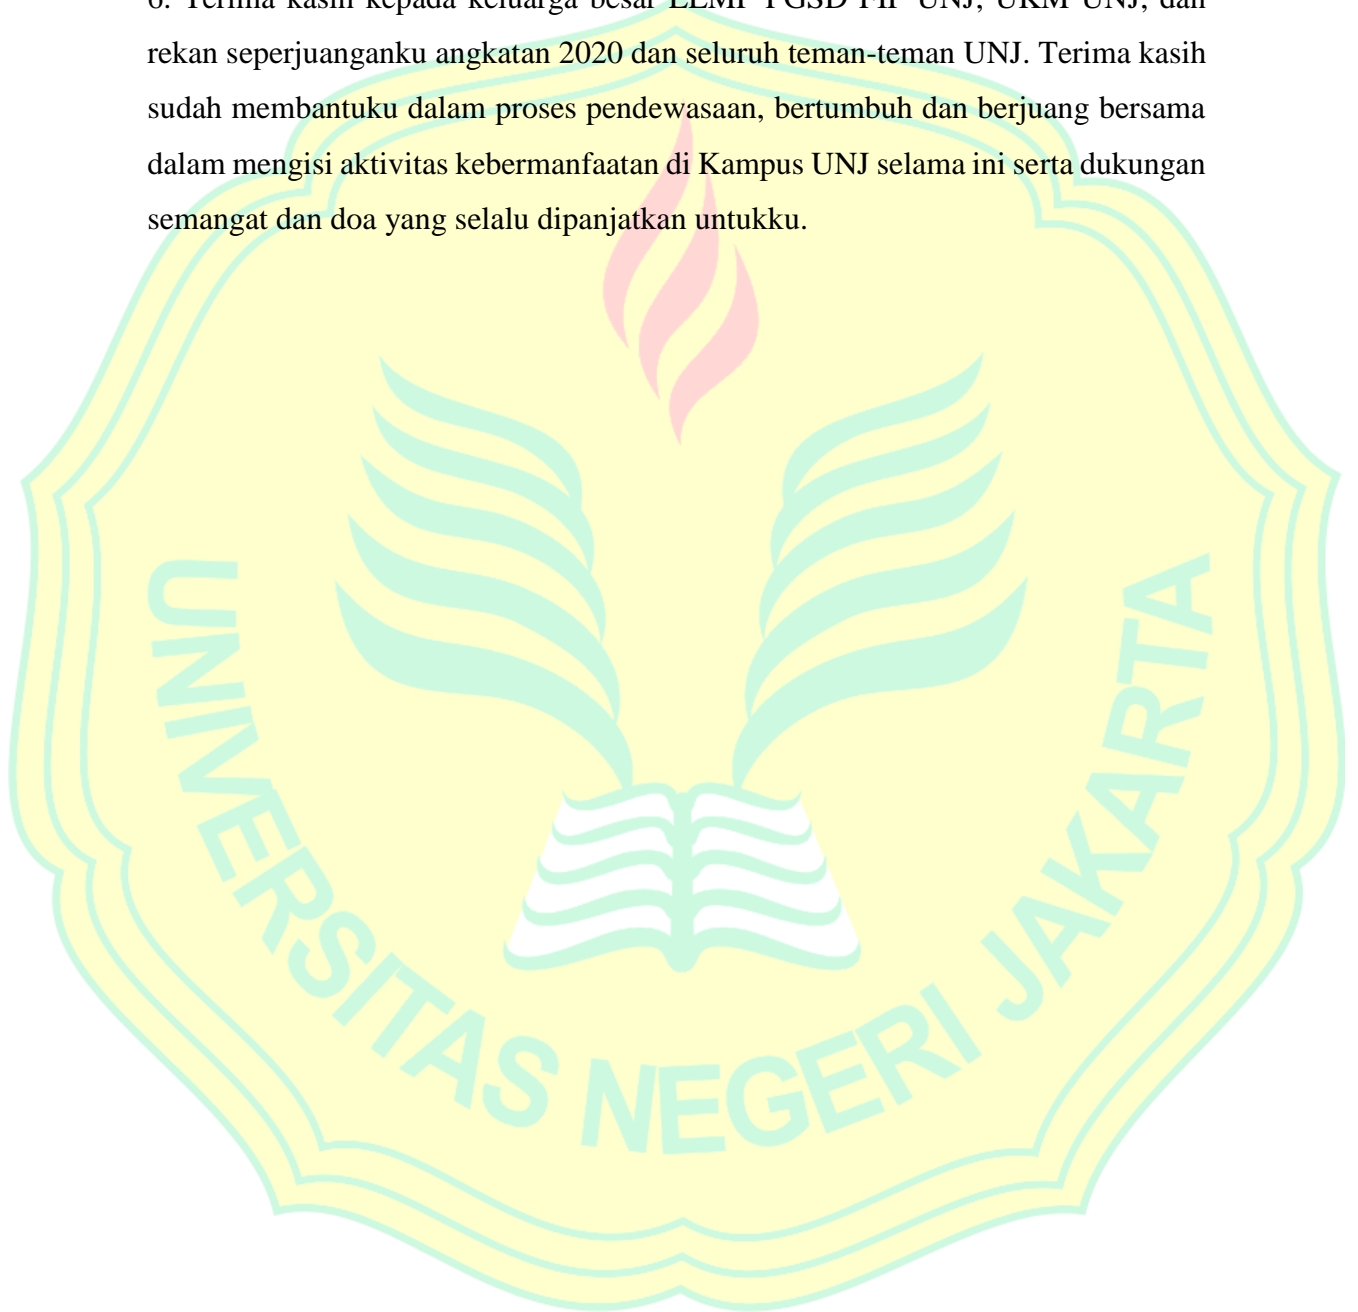 6. Terima kasih kepada keluarga besar LEMP PGSD FIP UNJ, UKM UNJ, dan
rekan seperjuanganku angkatan 2020 dan seluruh teman-teman UNJ. Terima kasih
sudah membantuku dalam proses pendewasaan, bertumbuh dan berjuang bersama
dalam mengisi aktivitas kebermanfaatan di Kampus UNJ selama ini serta dukungan
semangat dan doa yang selalu dipanjatkan untukku.
UNIVERSITAS NEGERI JAKARTA